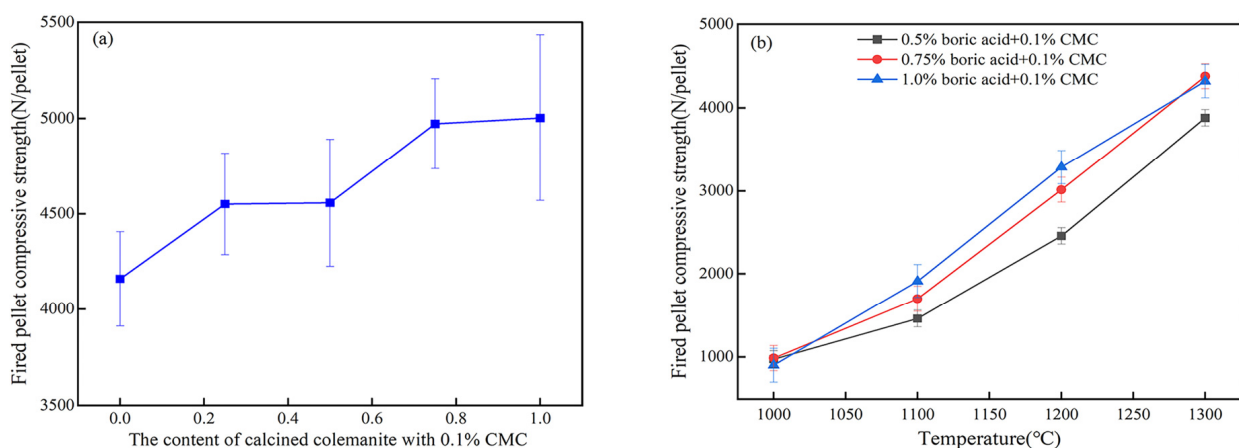 (a)
Fired pellet compressive strength(N/pellet)
5500
5000
4500
4000
3500
0.0 0.2 0.4 0.6 0.8 1.0
The content of calcined colemanite with 0.1% CMC
(b)
0.5% boric acid+0.1% CMC
0.75% boric acid+0.1% CMC
1.0% boric acid+0.1% CMC
Fired pellet compressive strength(N/pellet)
5000
4000
3000
2000
1000
1000 1050 1100 1150 1200 1250 1300
Temperature(°C)